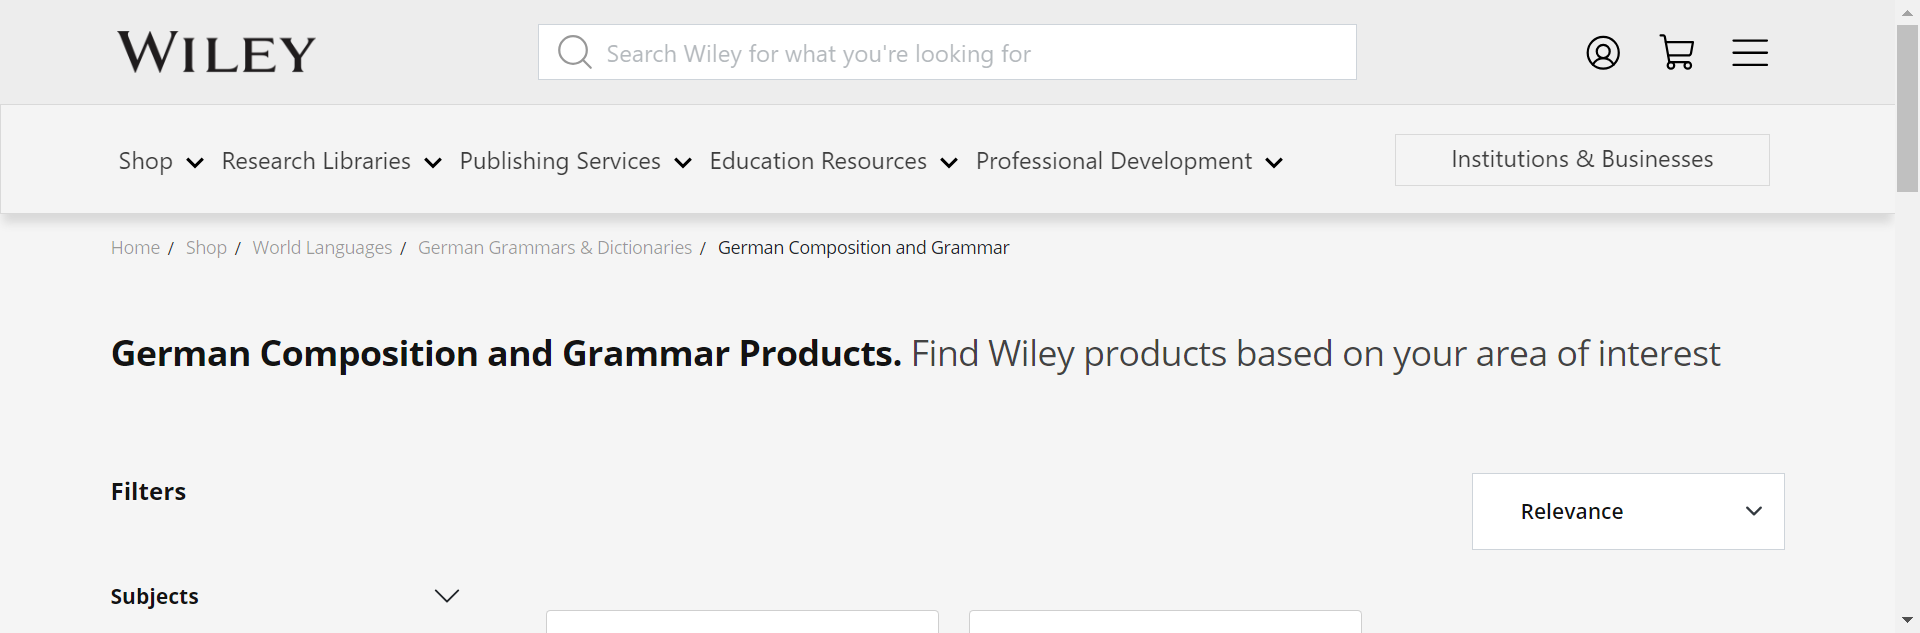 WILEY
Search Wiley for what you're looking for
Shop Research Libraries Publishing Services Education Resources Professional Development Institutions & Businesses
Home / Shop / World Languages / German Grammars & Dictionaries / German Composition and Grammar
German Composition and Grammar Products. Find Wiley products based on your area of interest
Filters
Relevance
Subjects